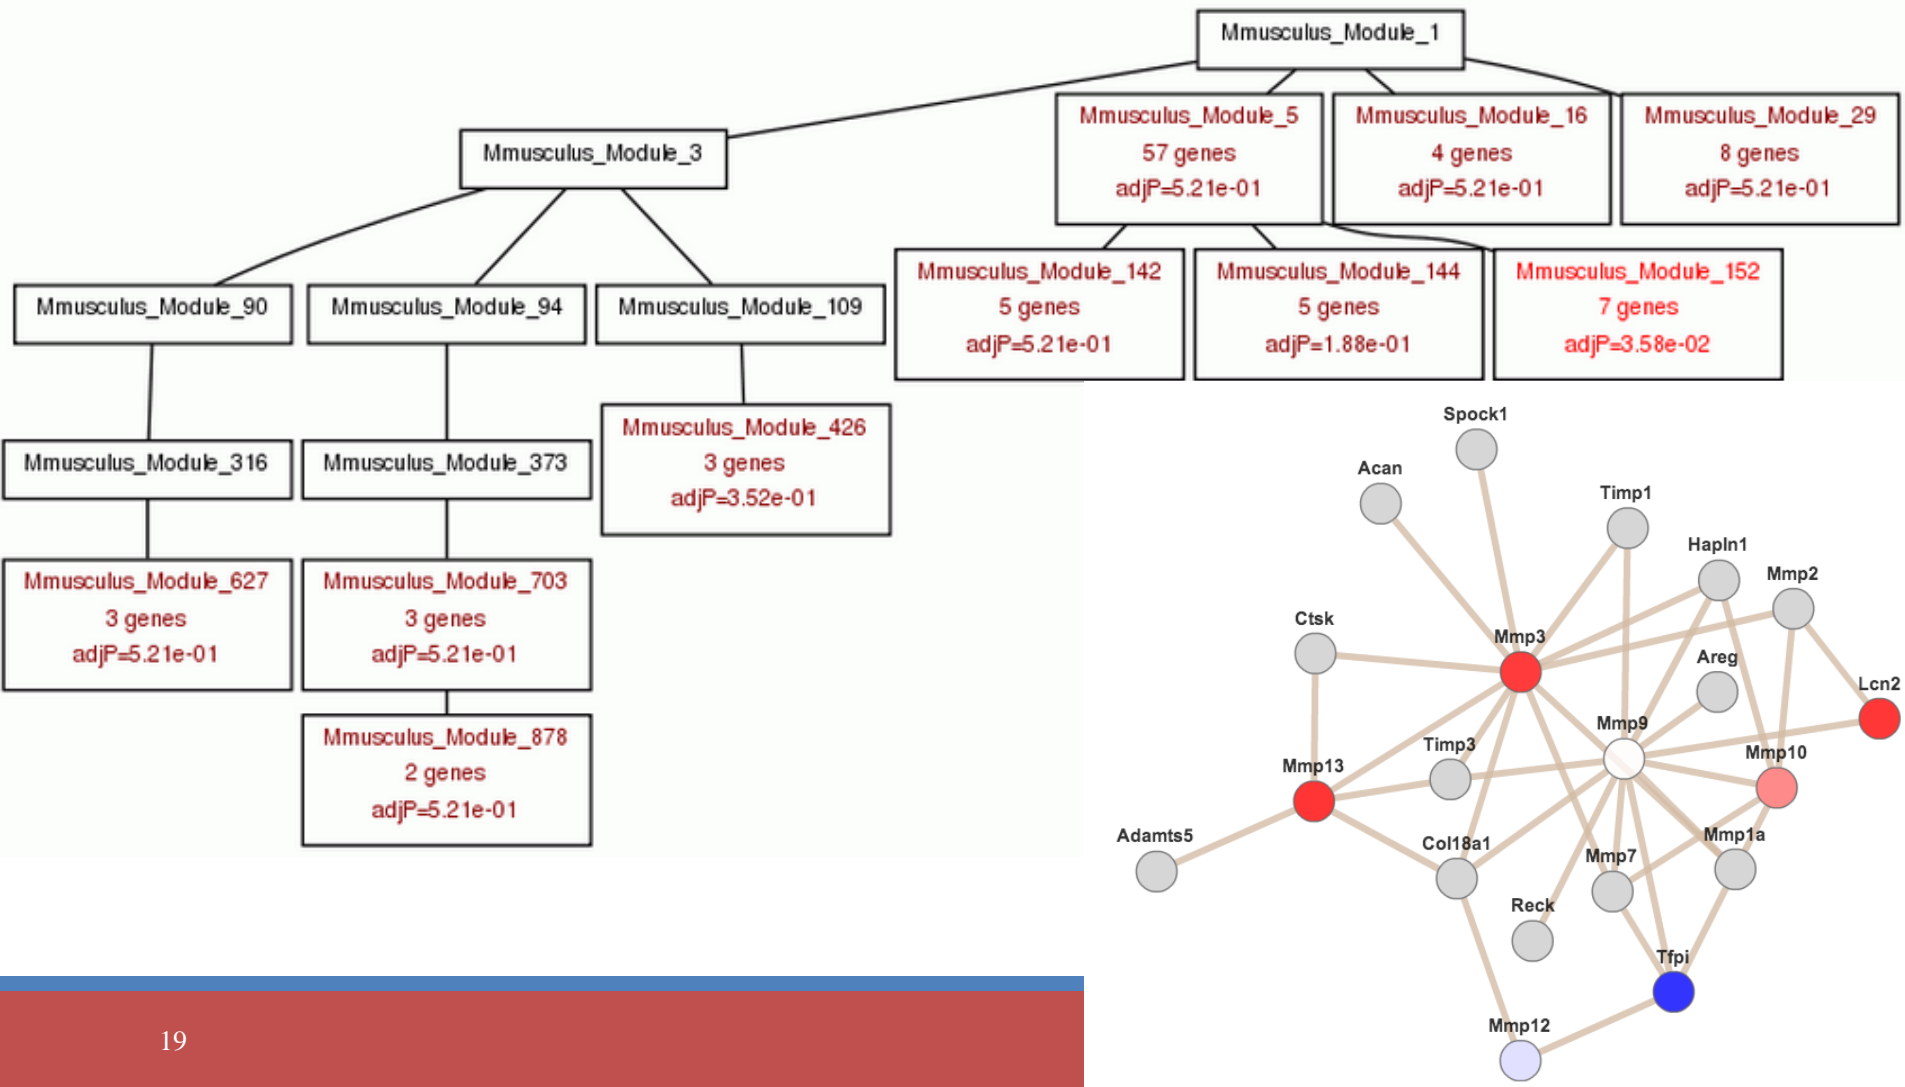 Mmusculus_Module_1
Mmusculus_Module_5
57 genes
adjP=5.21e-01
Mmusculus_Module_16
4 genes
adjP=5.21e-01
Mmusculus_Module_29
8 genes
adjP=5.21e-01
Mmusculus_Module_3
Mmusculus_Module_142
5 genes
adjP=5.21e-01
Mmusculus_Module_144
5 genes
adjP=1.88e-01
Mmusculus_Module_152
7 genes
adjP=3.58e-02
Mmusculus_Module_90
Mmusculus_Module_94
Mmusculus_Module_109
Mmusculus_Module_426
3 genes
adjP=3.52e-01
Mmusculus_Module_316
Mmusculus_Module_373
Mmusculus_Module_627
3 genes
adjP=5.21e-01
Mmusculus_Module_703
3 genes
adjP=5.21e-01
Mmusculus_Module_878
2 genes
adjP=5.21e-01
Spock1
Acan
Timp1
Hapln1
Mmp2
Ctsk
Mmp3
Areg
Lcn2
Mmp9
Timp3
Mmp10
Mmp13
Adamts5
Col18a1
Mmp1a
Mmp7
Reck
Tfpi
Mmp12
19